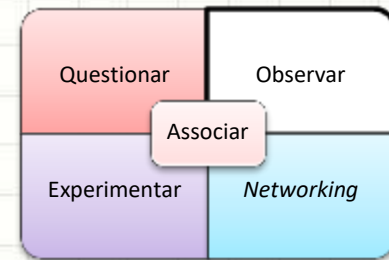 Questionar
Observar
Associar
Experimentar
Networking